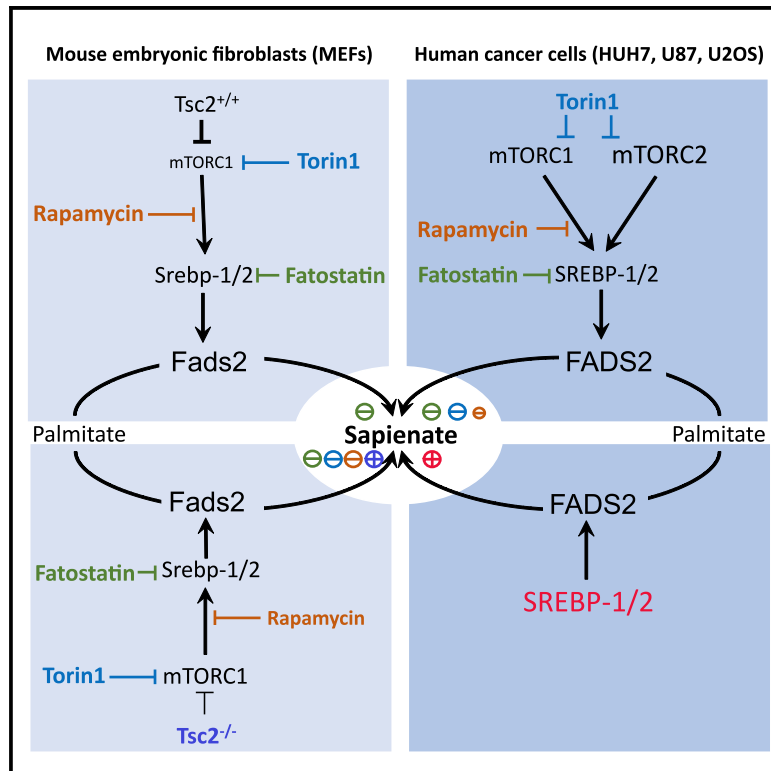 Mouse embryonic fibroblasts (MEFs)
Human cancer cells (HUH7, U87, U2OS)
Tsc2+/+
mTORC1
Torin1
Rapamycin
Srebp-1/2
Fatostatin
Fads2
Torin1
mTORC1
mTORC2
Rapamycin
Fatostatin
SREBP-1/2
FADS2
Palmitate
Sapienate
Palmitate
Fads2
Fatostatin
Srebp-1/2
Rapamycin
Torin1
mTORC1
Tsc2-/-
FADS2
SREBP-1/2